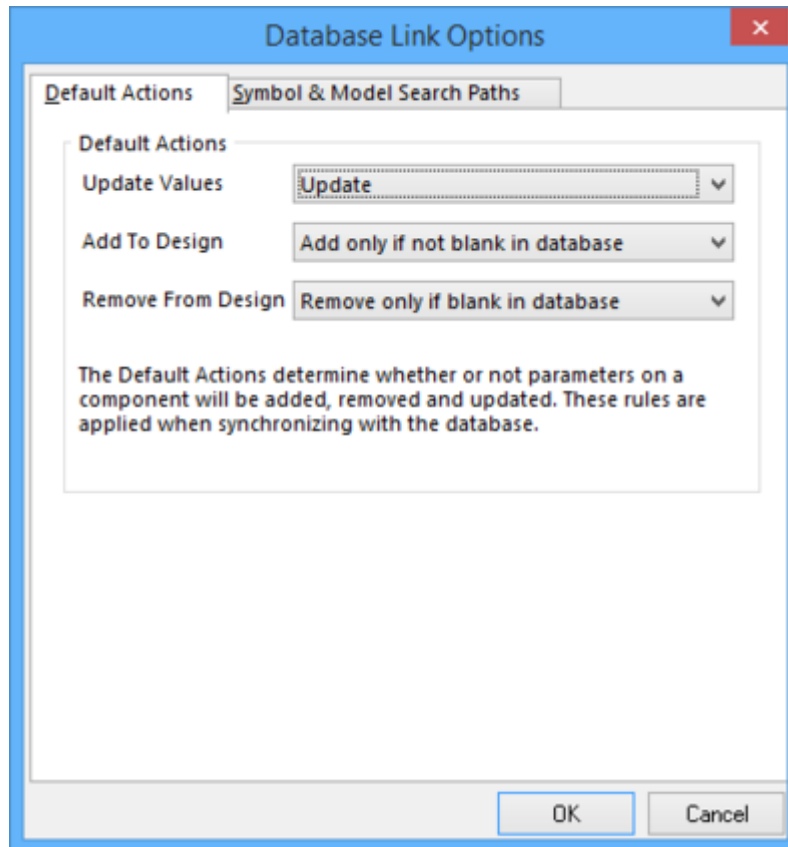 Database Link Options
Default Actions
Symbol & Model Search Paths
Default Actions
Update Values
Update
Add To Design
Add only if not blank in database
Remove From Design
Remove only if blank in database
The Default Actions determine whether or not parameters on a
component will be added, removed and updated. These rules are
applied when synchronizing with the database.
OK
Cancel